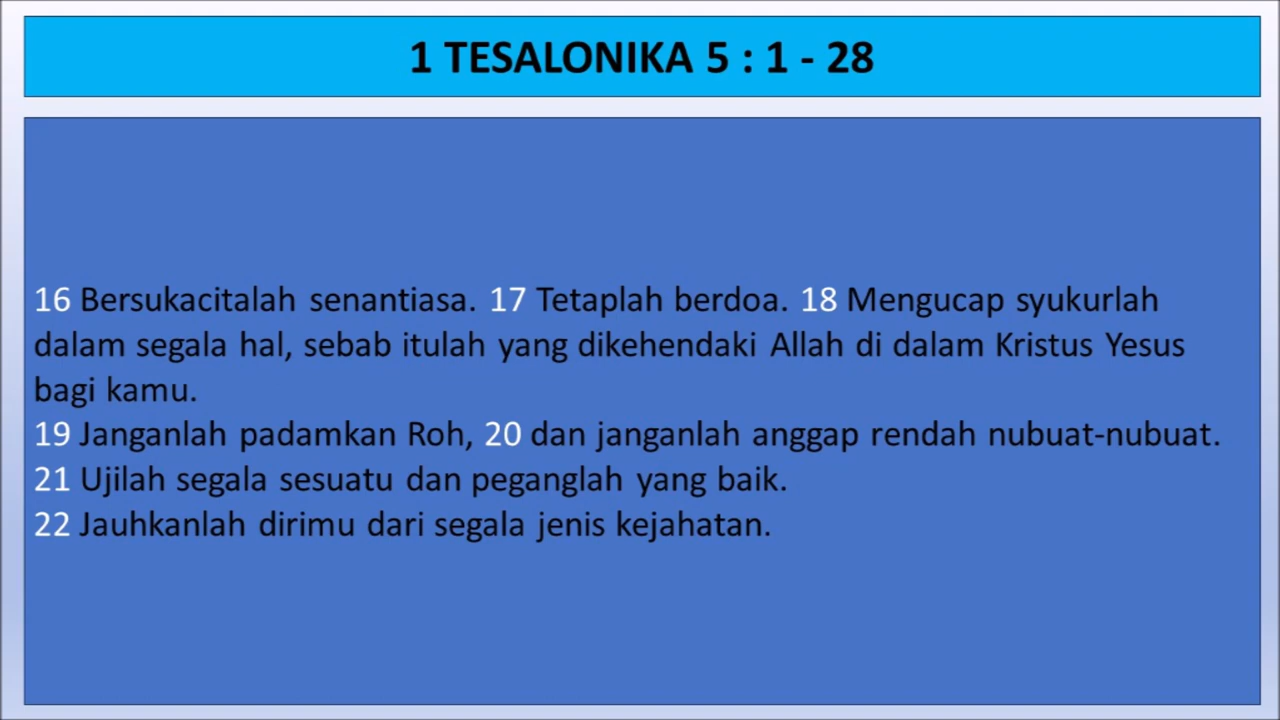 1 TESALONIKA 5 : 1 - 28
16 Bersukacitalah senantiasa. 17 Tetaplah berdoa. 18 Mengucap syukurlah
dalam segala hal, sebab itulah yang dikehendaki Allah di dalam Kristus Yesus
bagi kamu.
19 Janganlah padamkan Roh, 20 dan janganlah anggap rendah nubuat-nubuat.
21 Ujilah segala sesuatu dan peganglah yang baik.
22 Jauhkanlah dirimu dari segala jenis kejahatan.